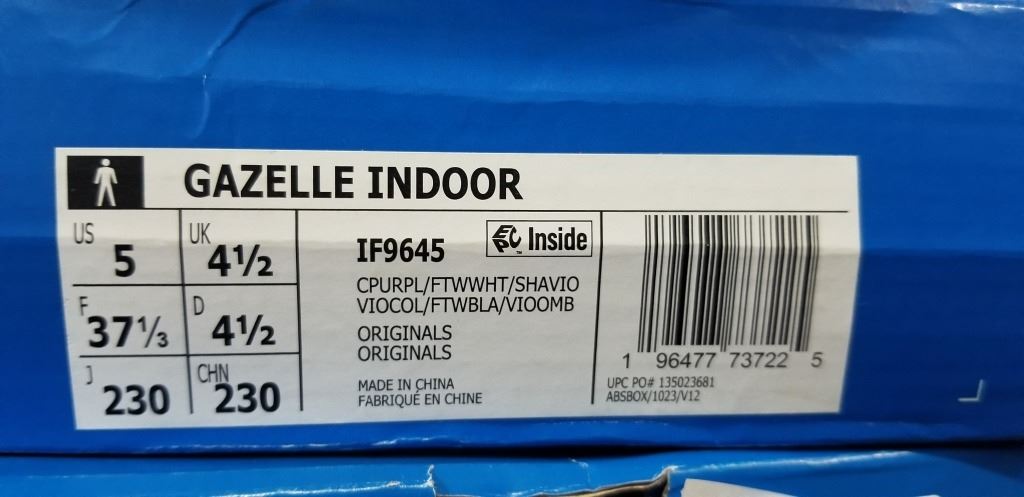 GAZELLE INDOOR
US 5 UK 4½
F 37⅓ D 4½
J 230 CHN 230
IF9645
Inside
CPURPL/FTWWHT/SHAVIO
VIOCOL/FTWBLA/VIOOMB
ORIGINALS
ORIGINALS
MADE IN CHINA
FABRIQUÉ EN CHINE
1 96477 73722 5
UPC PO# 135023681
ABSBOX/1023/V12